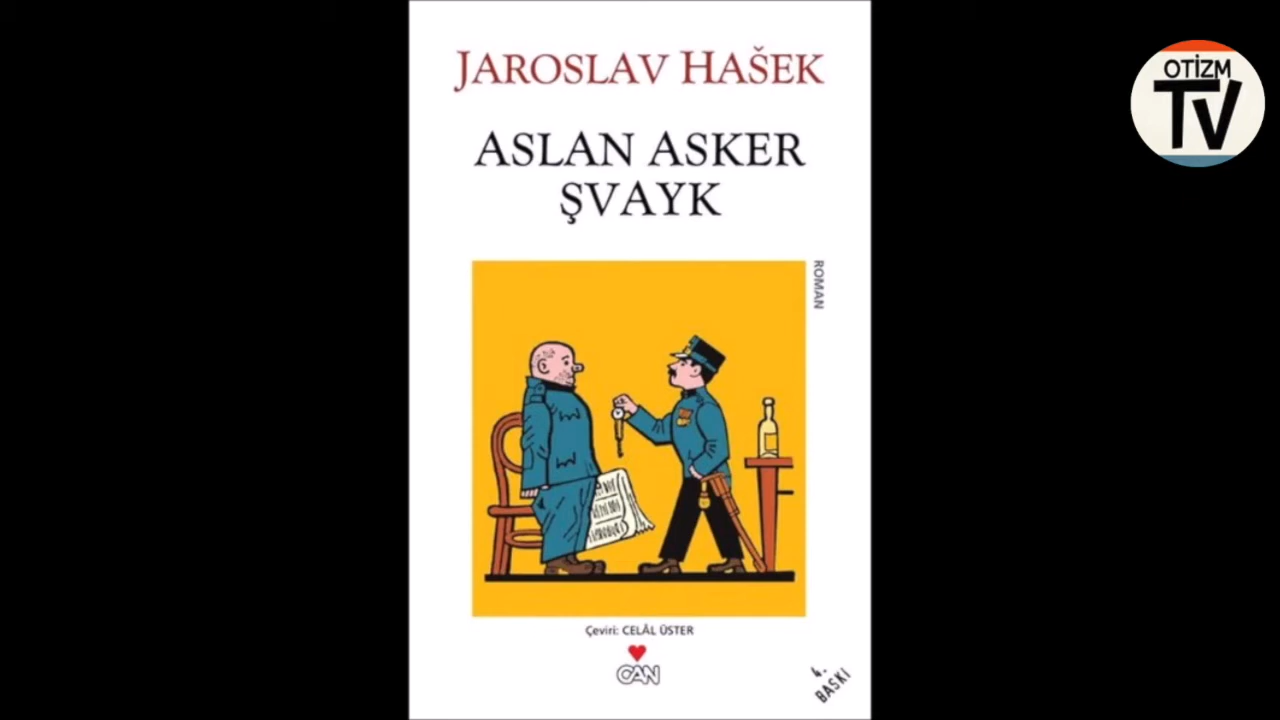 JAROSLAV HAŠEK
ASLAN ASKER
ŞVAYK
ROMAN
Çeviri: CELÂL ÜSTER
CAN
4.
BASKI
OTİZM
TV